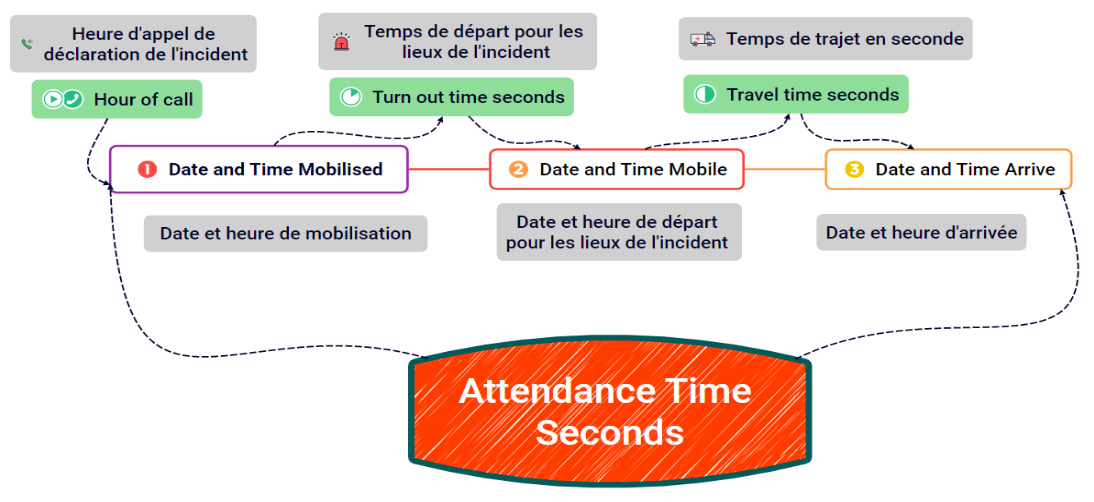 Heure d'appel de
déclaration de l'incident
Temps de départ pour les
lieux de l'incident
Temps de trajet en seconde
Hour of call
Turn out time seconds
Travel time seconds
1 Date and Time Mobilised
2 Date and Time Mobile
3 Date and Time Arrive
Date et heure de mobilisation
Date et heure de départ
pour les lieux de l'incident
Date et heure d'arrivée
Attendance Time
Seconds